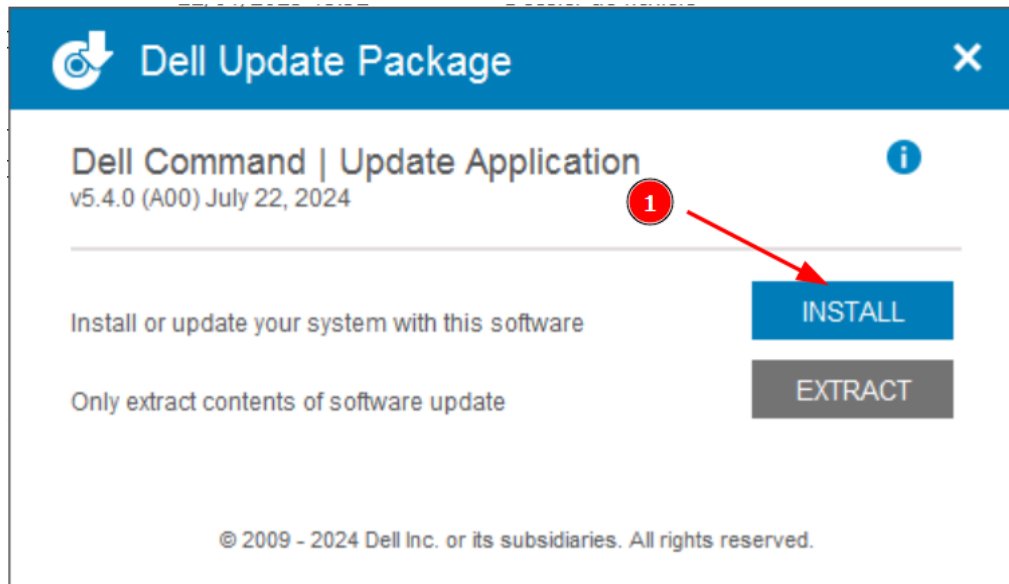 Dell Update Package
Dell Command | Update Application
v5.4.0 (A00) July 22, 2024
1
Install or update your system with this software
INSTALL
Only extract contents of software update
EXTRACT
© 2009 - 2024 Dell Inc. or its subsidiaries. All rights reserved.